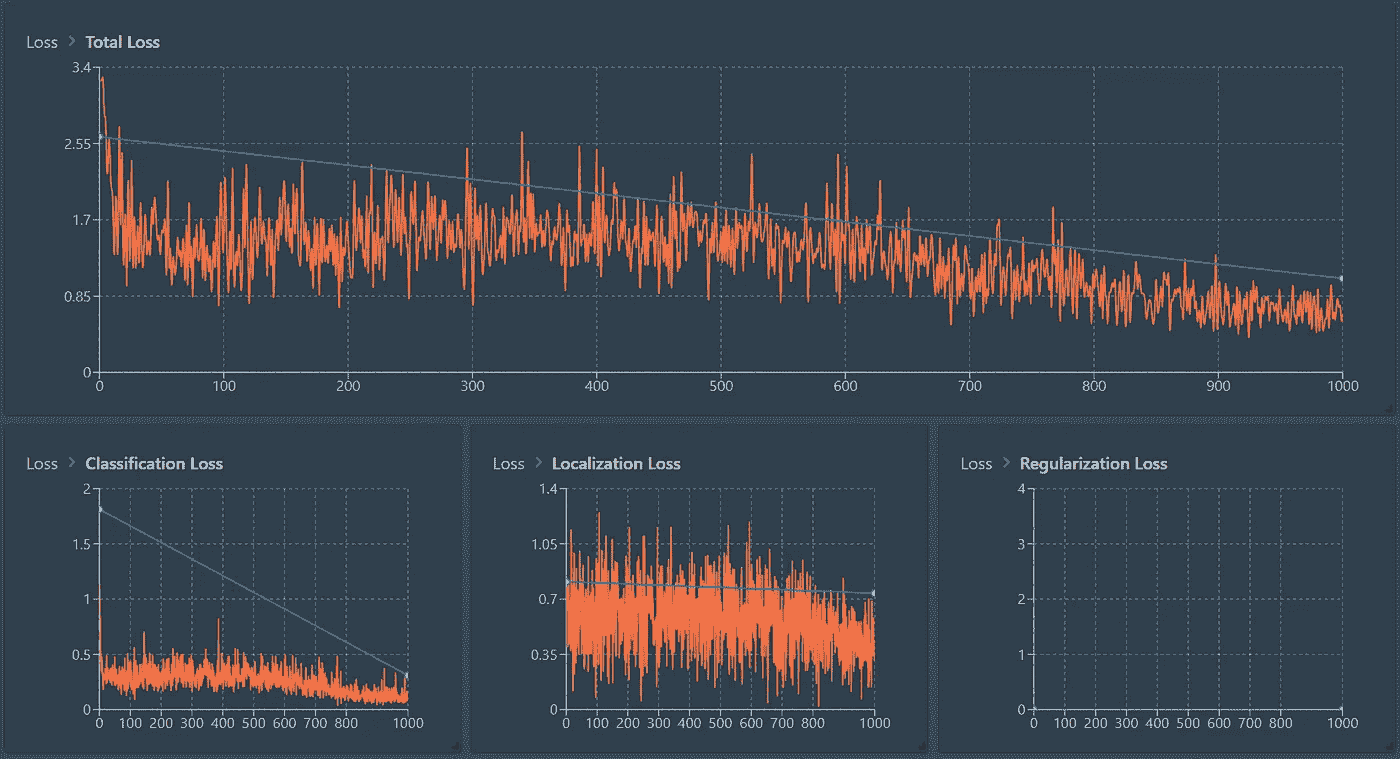 Loss > Total Loss
3.4
2.55
1.7
0.85
0
0 100 200 300 400 500 600 700 800 900 1000
Loss > Classification Loss
2
1.5
1
0.5
0
0 100 200 300 400 500 600 700 800 1000
Loss > Localization Loss
1.4
1.05
0.7
0.35
0
0 100 200 300 400 500 600 700 800 1000
Loss > Regularization Loss
4
3
2
1
0
0 100 200 300 400 500 600 700 800 1000